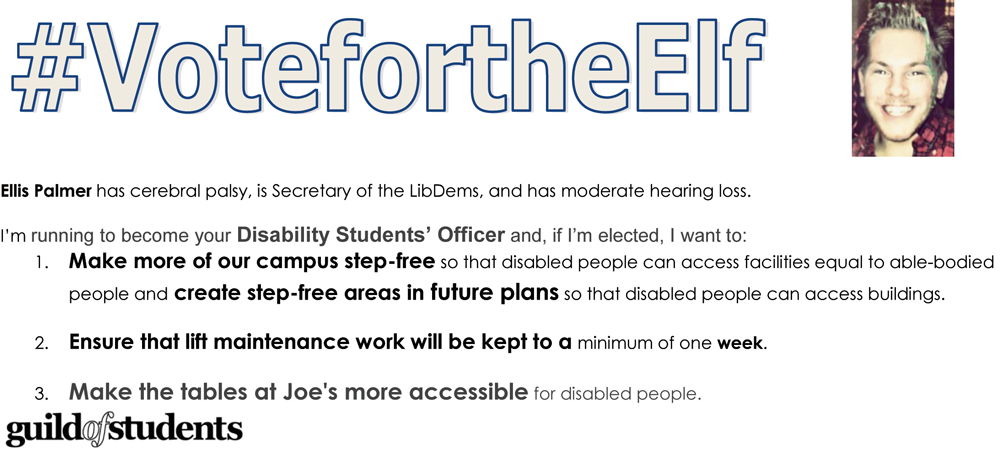 #VotefortheElf
Ellis Palmer has cerebral palsy, is Secretary of the LibDems, and has moderate hearing loss.
I'm running to become your Disability Students' Officer and, if I'm elected, I want to:
1. Make more of our campus step-free so that disabled people can access facilities equal to able-bodied
people and create step-free areas in future plans so that disabled people can access buildings.
2. Ensure that lift maintenance work will be kept to a minimum of one week.
3. Make the tables at Joe's more accessible for disabled people.
guildofstudents